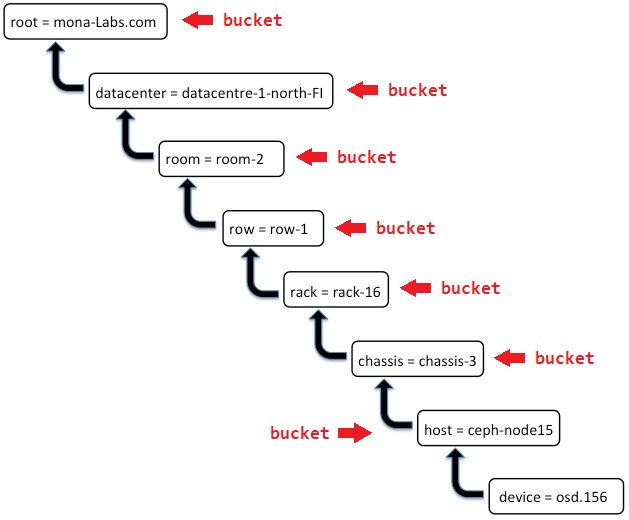 root = mona-Labs.com bucket
datacenter = datacentre-1-north-FI bucket
room = room-2 bucket
row = row-1 bucket
rack = rack-16 bucket
chassis = chassis-3 bucket
bucket host = ceph-node15
device = osd.156